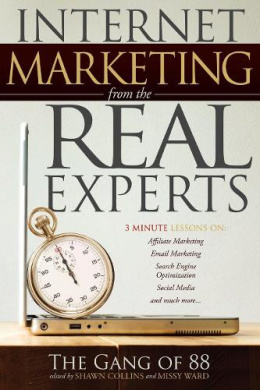 INTERNET
MARKETING
from the
REAL
EXPERTS
3 MINUTE LESSONS ON:
Affiliate Marketing
Email Marketing
Search Engine
Optimization
Social Media
and much more...
THE GANG OF 88
edited by SHAWN COLLINS and MISSY WARD